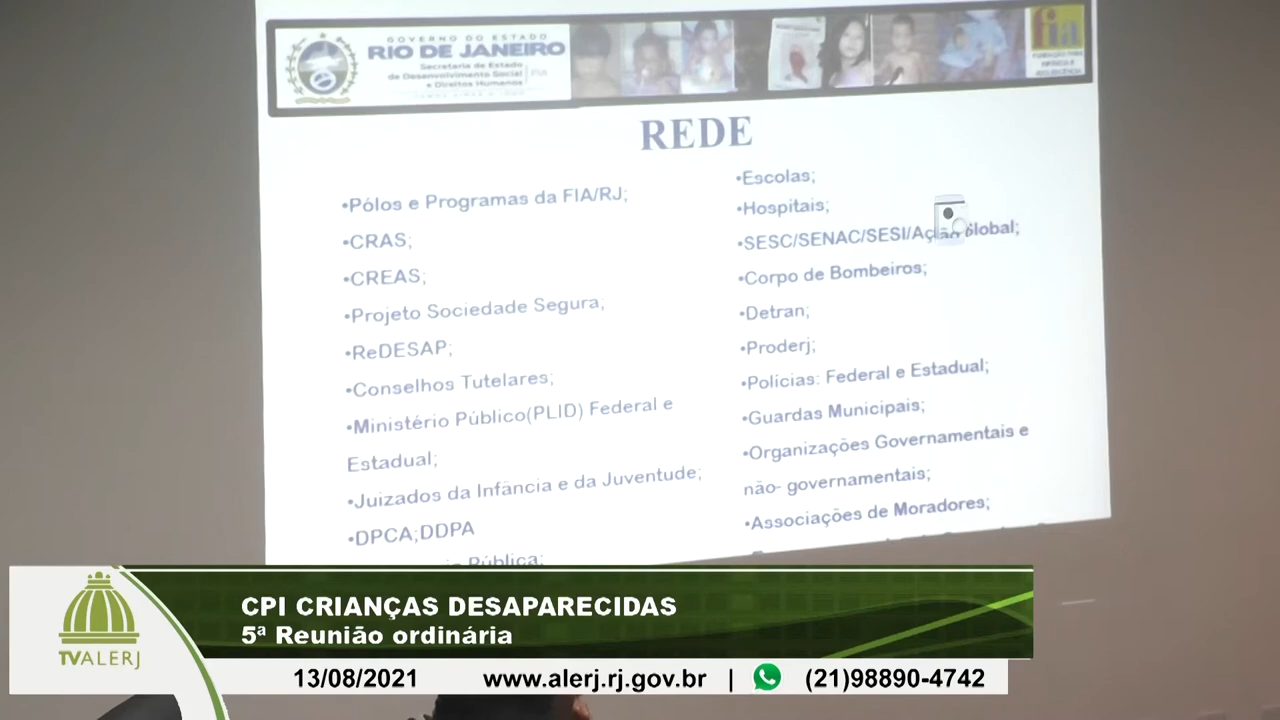 GOVERNO DO ESTADO
RIO DE JANEIRO
Secretaria de Estado
de Desenvolvimento Social
e Direitos Humanos
FIA
fia
REDE
•Pólos e Programas da FIA/RJ;
•CRAS;
•CREAS;
•Projeto Sociedade Segura;
•ReDESAP;
•Conselhos Tutelares;
•Ministério Público(PLID) Federal e
Estadual;
•Juizados da Infância e da Juventude;
•DPCA;DDPA
Pública;
•Escolas;
•Hospitais;
•SESC/SENAC/SESI/Ação Global;
•Corpo de Bombeiros;
•Detran;
•Proderj;
•Polícias: Federal e Estadual;
•Guardas Municipais;
•Organizações Governamentais e
não- governamentais;
•Associações de Moradores;
TVALERJ
CPI CRIANÇAS DESAPARECIDAS
5ª Reunião ordinária
13/08/2021 www.alerj.rj.gov.br | (21)98890-4742